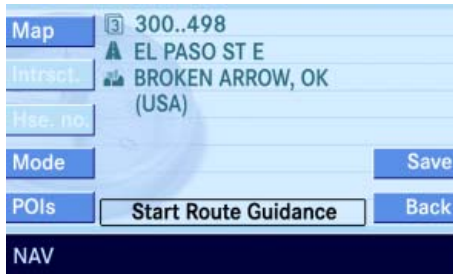 Map
3 300..498
EL PASO ST E
Intrsct.
BROKEN ARROW, OK
(USA)
Hse. no.
Mode
Save
POIs
Start Route Guidance
Back
NAV